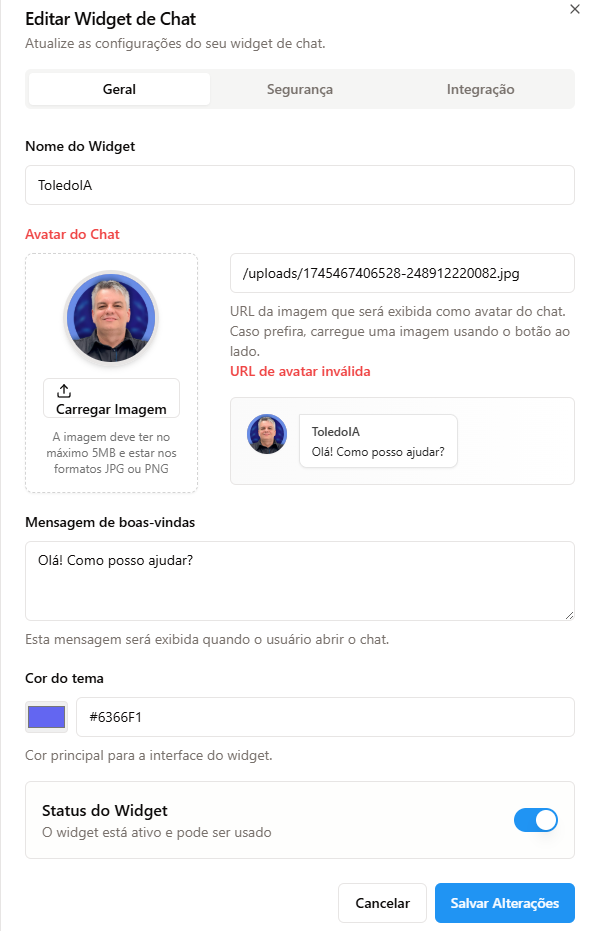 Editar Widget de Chat
Atualize as configurações do seu widget de chat.
Geral
Segurança
Integração
Nome do Widget
ToledoIA
Avatar do Chat
Carregar Imagem
A imagem deve ter no
máximo 5MB e estar nos
formatos JPG ou PNG
/uploads/1745467406528-248912220082.jpg
URL da imagem que será exibida como avatar do chat.
Caso prefira, carregue uma imagem usando o botão ao
lado.
URL de avatar inválida
ToledoIA
Olá! Como posso ajudar?
Mensagem de boas-vindas
Olá! Como posso ajudar?
Esta mensagem será exibida quando o usuário abrir o chat.
Cor do tema
#6366F1
Cor principal para a interface do widget.
Status do Widget
O widget está ativo e pode ser usado
Cancelar
Salvar Alterações